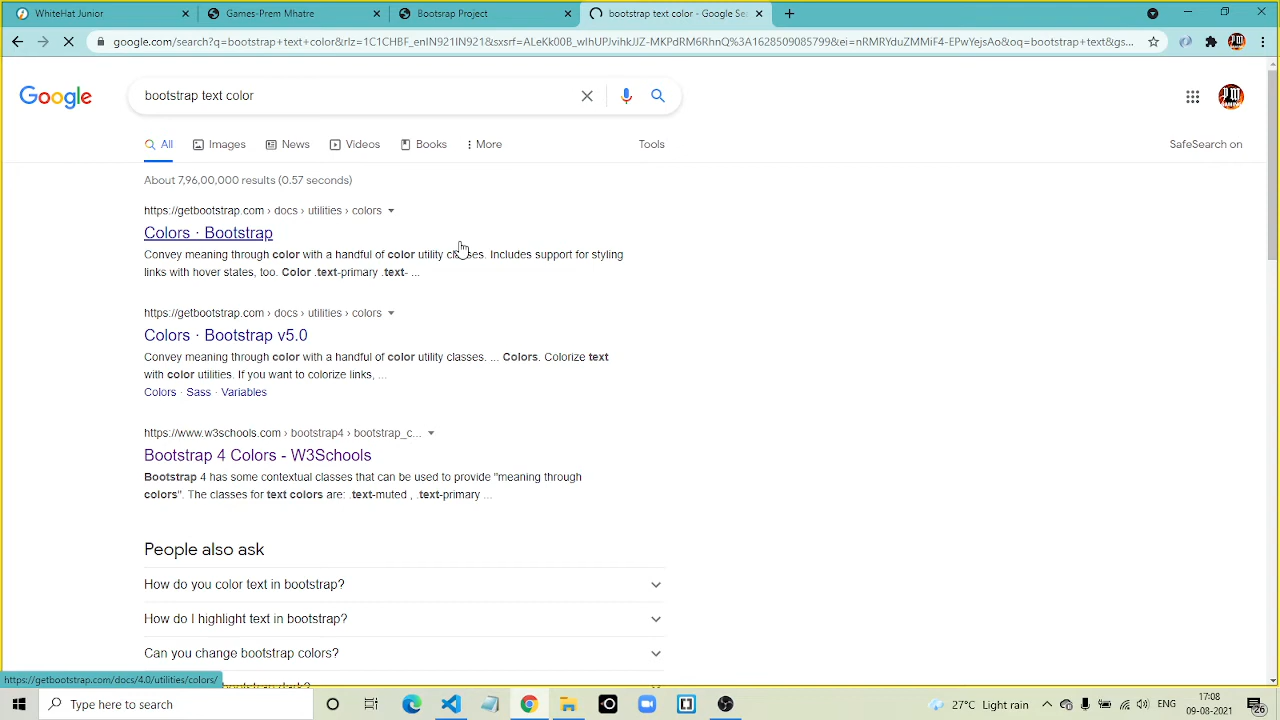 WhiteHat Junior
Games-Prem Mhatre
Bootsrap Project
bootstrap text color - Google Se
google.com/search?q=bootstrap+text+color&rlz=1C1CHBF_enIN921IN921&sxsrf=ALeKk00B_wlhUPJvihkJJZ-MKPdRM6RhnQ%3A1628509085799&ei=nRMRYduZMMiF4-EPwYejsAo&oq=bootstrap+text&gs...
Google
bootstrap text color
All
Images
News
Videos
Books
More
Tools
SafeSearch on
About 7,96,00,000 results (0.57 seconds)
https://getbootstrap.com › docs › utilities › colors
Colors · Bootstrap
Convey meaning through color with a handful of color utility classes. Includes support for styling
links with hover states, too. Color .text-primary .text- ...
https://getbootstrap.com › docs › utilities › colors
Colors · Bootstrap v5.0
Convey meaning through color with a handful of color utility classes. ... Colors. Colorize text
with color utilities. If you want to colorize links, ...
Colors · Sass · Variables
https://www.w3schools.com › bootstrap4 › bootstrap_c...
Bootstrap 4 Colors - W3Schools
Bootstrap 4 has some contextual classes that can be used to provide "meaning through
colors". The classes for text colors are: .text-muted , .text-primary ...
People also ask
How do you color text in bootstrap?
How do I highlight text in bootstrap?
Can you change bootstrap colors?
https://getbootstrap.com/docs/4.0/utilities/colors/
Type here to search
27°C Light rain
ENG
17:08
09-08-2021
26